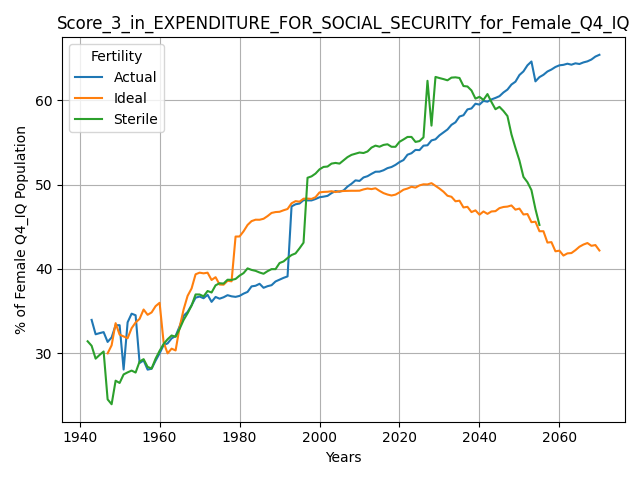 Score_3_in_EXPENDITURE_FOR_SOCIAL_SECURITY_for_Female_Q4_IQ
Fertility
Actual
Ideal
Sterile
% of Female Q4_IQ Population
60
50
40
30
1940
1960
1980
2000
2020
2040
2060
Years